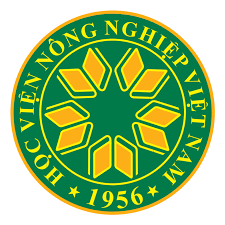 HỌC VIỆN NÔNG NGHIỆP VIỆT NAM
1956